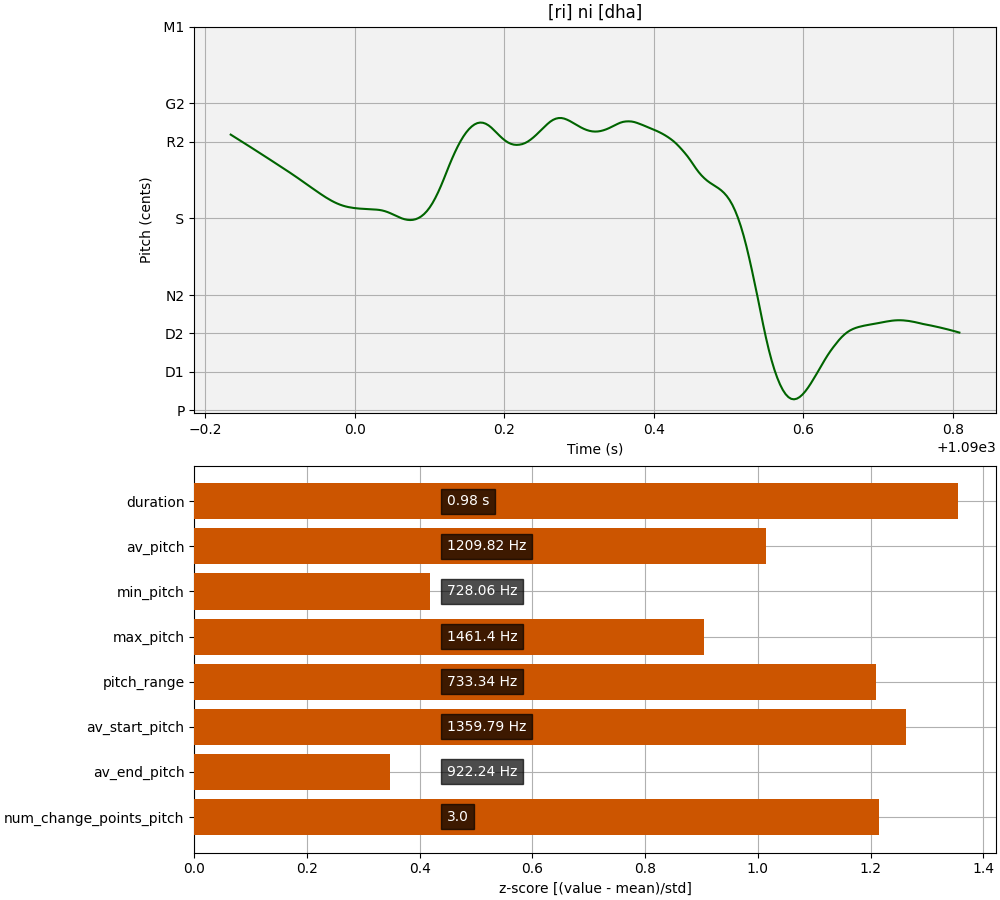 [ri] ni [dha]
M1
G2
R2
S
N2
D2
D1
P
Pitch (cents)
−0.2 0.0 0.2 0.4 0.6 0.8
+1.09e3
Time (s)
duration 0.98 s
av_pitch 1209.82 Hz
min_pitch 728.06 Hz
max_pitch 1461.4 Hz
pitch_range 733.34 Hz
av_start_pitch 1359.79 Hz
av_end_pitch 922.24 Hz
num_change_points_pitch 3.0
0.0 0.2 0.4 0.6 0.8 1.0 1.2 1.4
z-score [(value - mean)/std]